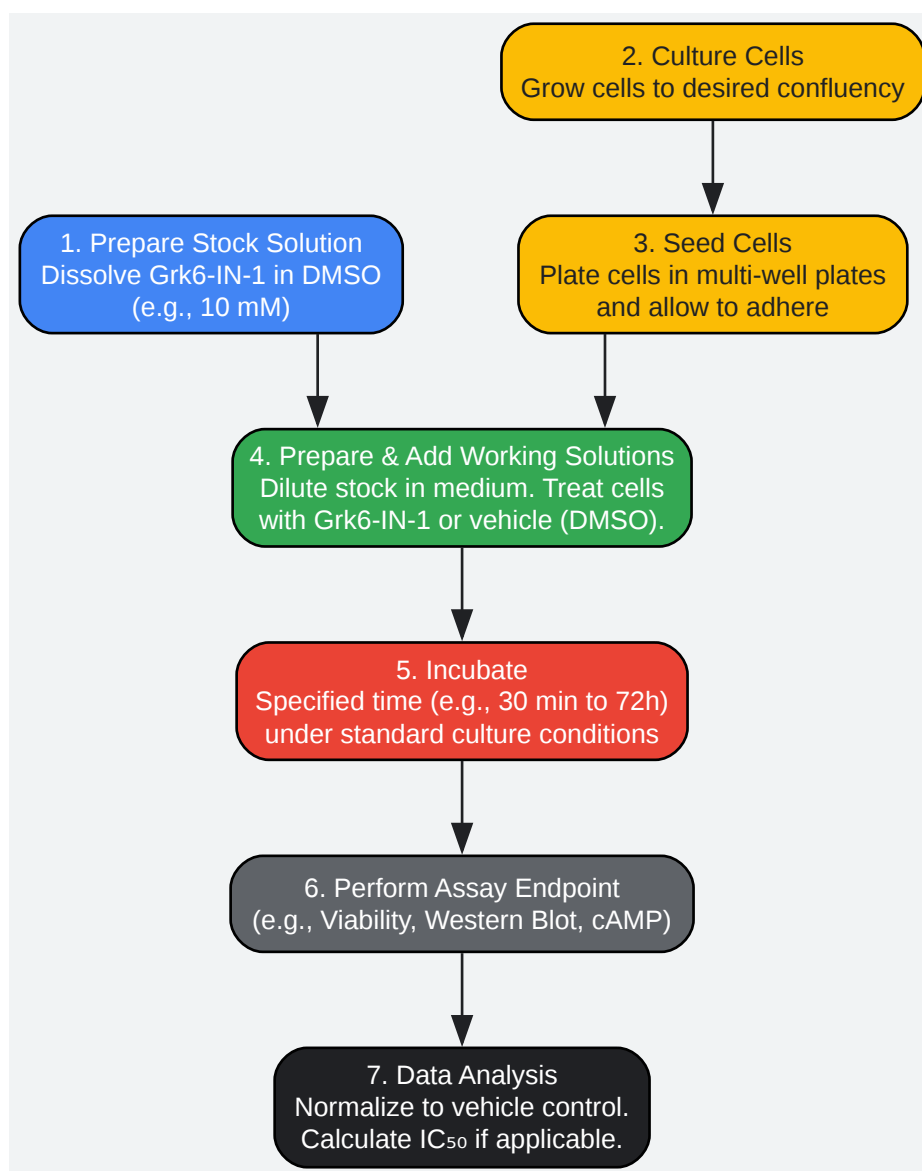 2. Culture Cells
Grow cells to desired confluency
1. Prepare Stock Solution
Dissolve Grk6-IN-1 in DMSO
(e.g., 10 mM)
3. Seed Cells
Plate cells in multi-well plates
and allow to adhere
4. Prepare & Add Working Solutions
Dilute stock in medium. Treat cells
with Grk6-IN-1 or vehicle (DMSO).
5. Incubate
Specified time (e.g., 30 min to 72h)
under standard culture conditions
6. Perform Assay Endpoint
(e.g., Viability, Western Blot, cAMP)
7. Data Analysis
Normalize to vehicle control.
Calculate IC₅₀ if applicable.